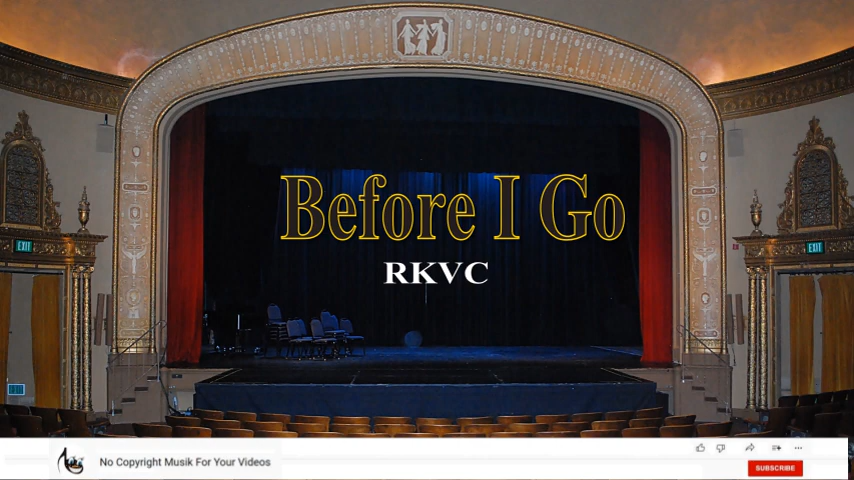 Before I Go
RKVC
EXIT
EXIT
No Copyright Musik For Your Videos
SUBSCRIBE